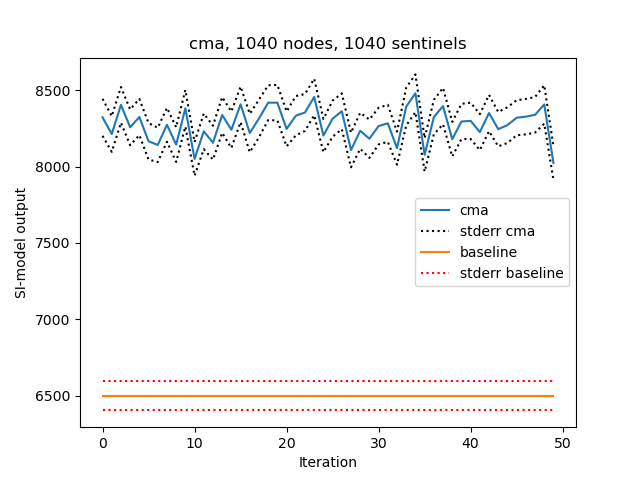 cma, 1040 nodes, 1040 sentinels
8500
8000
7500
7000
6500
SI-model output
cma
stderr cma
baseline
stderr baseline
0 10 20 30 40 50
Iteration